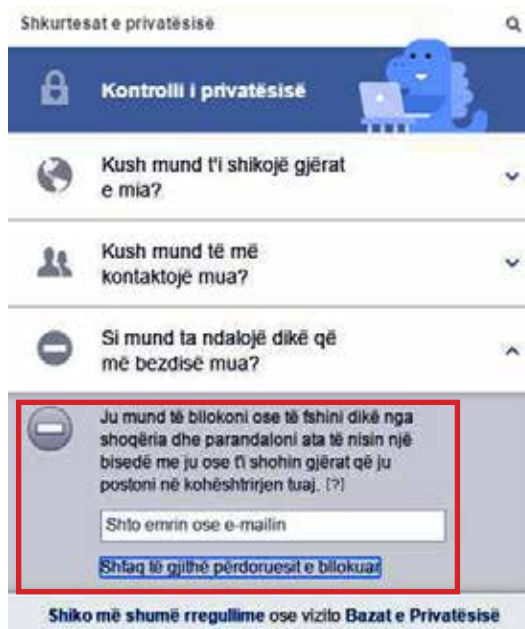 Shkurtesat e privatësisë
Kontrolli i privatësisë
Kush mund t'i shikojë gjërat
e mia?
Kush mund të më
kontaktojë mua?
Si mund ta ndalojë dikë që
më bezdisë mua?
Ju mund të bllokoni ose të fshini dikë nga
shoqëria dhe parandaloni ata të nisin një
bisedë me ju ose t'i shohin gjërat që ju
postoni në kohështrirjen tuaj. [?]
Shto emrin ose e-mailin
Shfaq të gjithë përdoruesit e bllokuar
Shiko më shumë rregullime ose vizito Bazat e Privatësisë